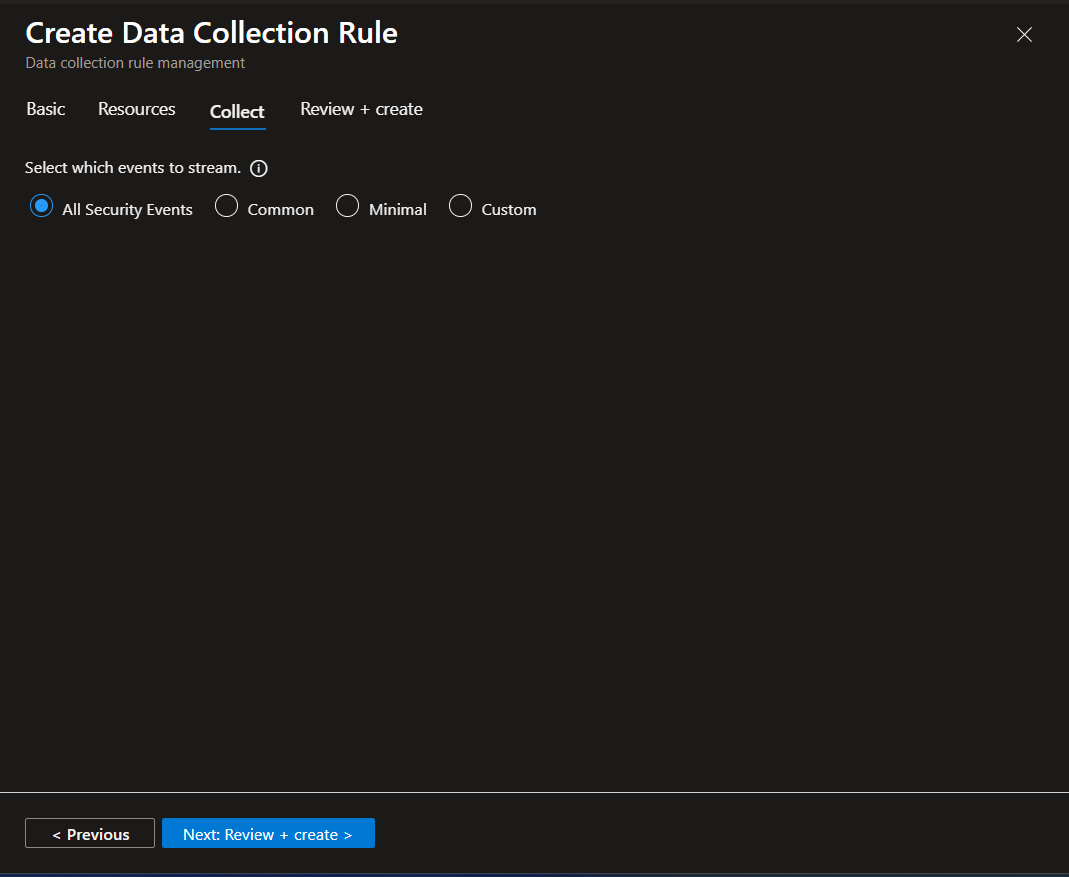 Create Data Collection Rule
Data collection rule management
Basic Resources Collect Review + create
Select which events to stream.
All Security Events Common Minimal Custom
< Previous Next: Review + create >